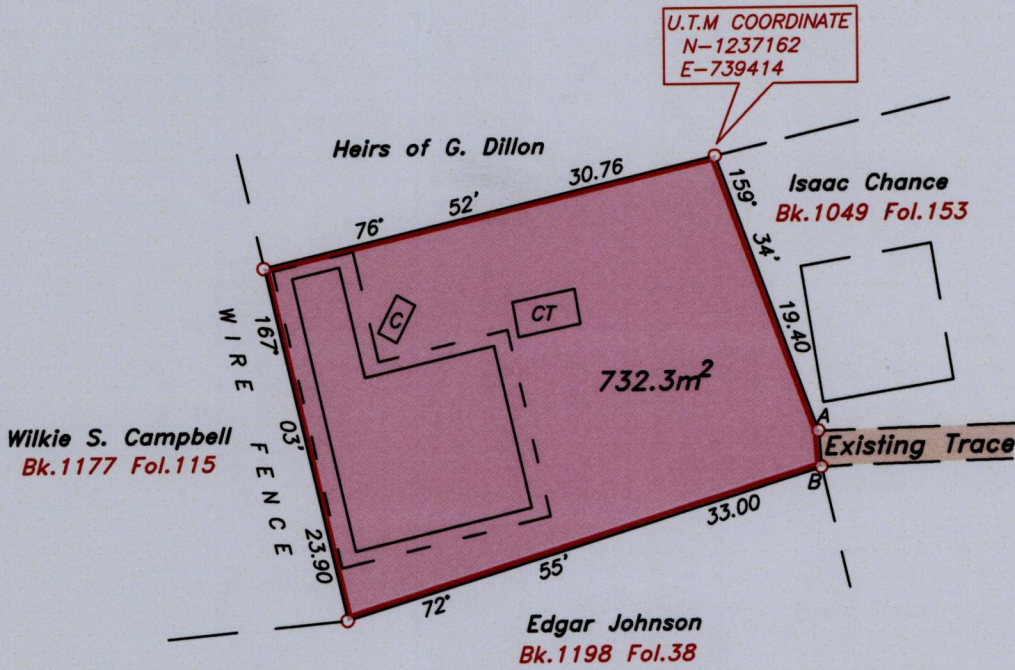 U.T.M COORDINATE
N-1237162
E-739414
Heirs of G. Dillon
76° 52' 30.76
159° 34' 19.40
Isaac Chance
Bk.1049 Fol.153
167° 03' 23.90
WIRE FENCE
C
CT
732.3m²
Wilkie S. Campbell
Bk.1177 Fol.115
A
Existing Trace
B
72° 55' 33.00
Edgar Johnson
Bk.1198 Fol.38